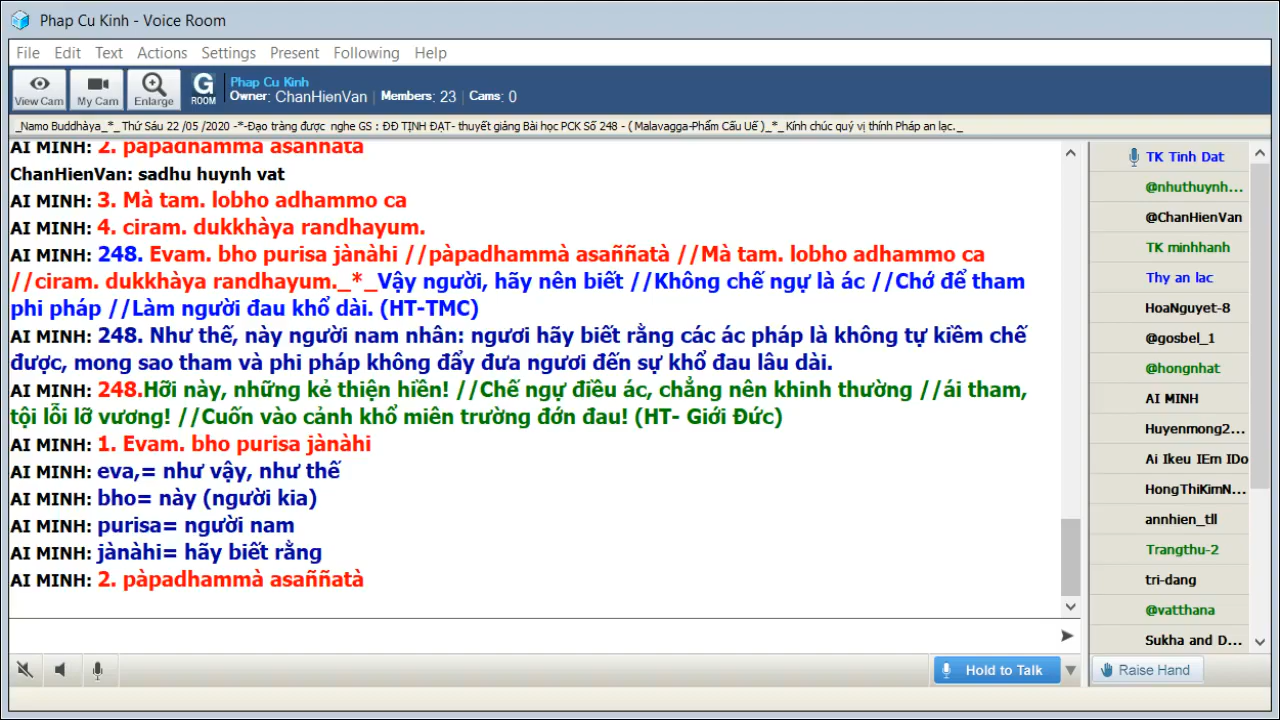 Phap Cu Kinh - Voice Room
File Edit Text Actions Settings Present Following Help
View Cam My Cam Enlarge G ROOM
Phap Cu Kinh
Owner: ChanHienVan | Members: 23 | Cams: 0
_Namo Buddhàya_*_ Thứ Sáu 22 /05 /2020 -*-Đạo tràng được nghe GS : ĐĐ TỊNH ĐẠT- thuyết giảng Bài học PCK Số 248 - ( Malavagga-Phẩm Cấu Uế )_*_ Kính chúc quý vị thính Pháp an lạc._
AI MINH: 2. pàpadhammà asaññatà
ChanHienVan: sadhu huynh vat
AI MINH: 3. Mà tam. lobho adhammo ca
AI MINH: 4. ciram. dukkhàya randhayum.
AI MINH: 248. Evam. bho purisa jànàhi //pàpadhammà asaññatà //Mà tam. lobho adhammo ca
//ciram. dukkhàya randhayum._*_Vậy người, hãy nên biết //Không chế ngự là ác //Chớ để tham
phi pháp //Làm người đau khổ dài. (HT-TMC)
AI MINH: 248. Như thế, này người nam nhân: ngươi hãy biết rằng các ác pháp là không tự kiềm chế
được, mong sao tham và phi pháp không đẩy đưa ngươi đến sự khổ đau lâu dài.
AI MINH: 248.Hỡi này, những kẻ thiện hiền! //Chế ngự điều ác, chẳng nên khinh thường //ái tham,
tội lỗi lỡ vương! //Cuốn vào cảnh khổ miên trường đớn đau! (HT- Giới Đức)
AI MINH: 1. Evam. bho purisa jànàhi
AI MINH: eva,= như vậy, như thế
AI MINH: bho= này (người kia)
AI MINH: purisa= người nam
AI MINH: jànàhi= hãy biết rằng
AI MINH: 2. pàpadhammà asaññatà
TK Tinh Dat
@nhuthuynh...
@ChanHienVan
TK minhhanh
Thy an lac
HoaNguyet-8
@gosbel_1
@hongnhat
AI MINH
Huyenmong2...
Ai Ikeu IEm IDo
HongThiKimN...
annhien_tll
Trangthu-2
tri-dang
@vatthana
Sukha and D...
Hold to Talk
Raise Hand